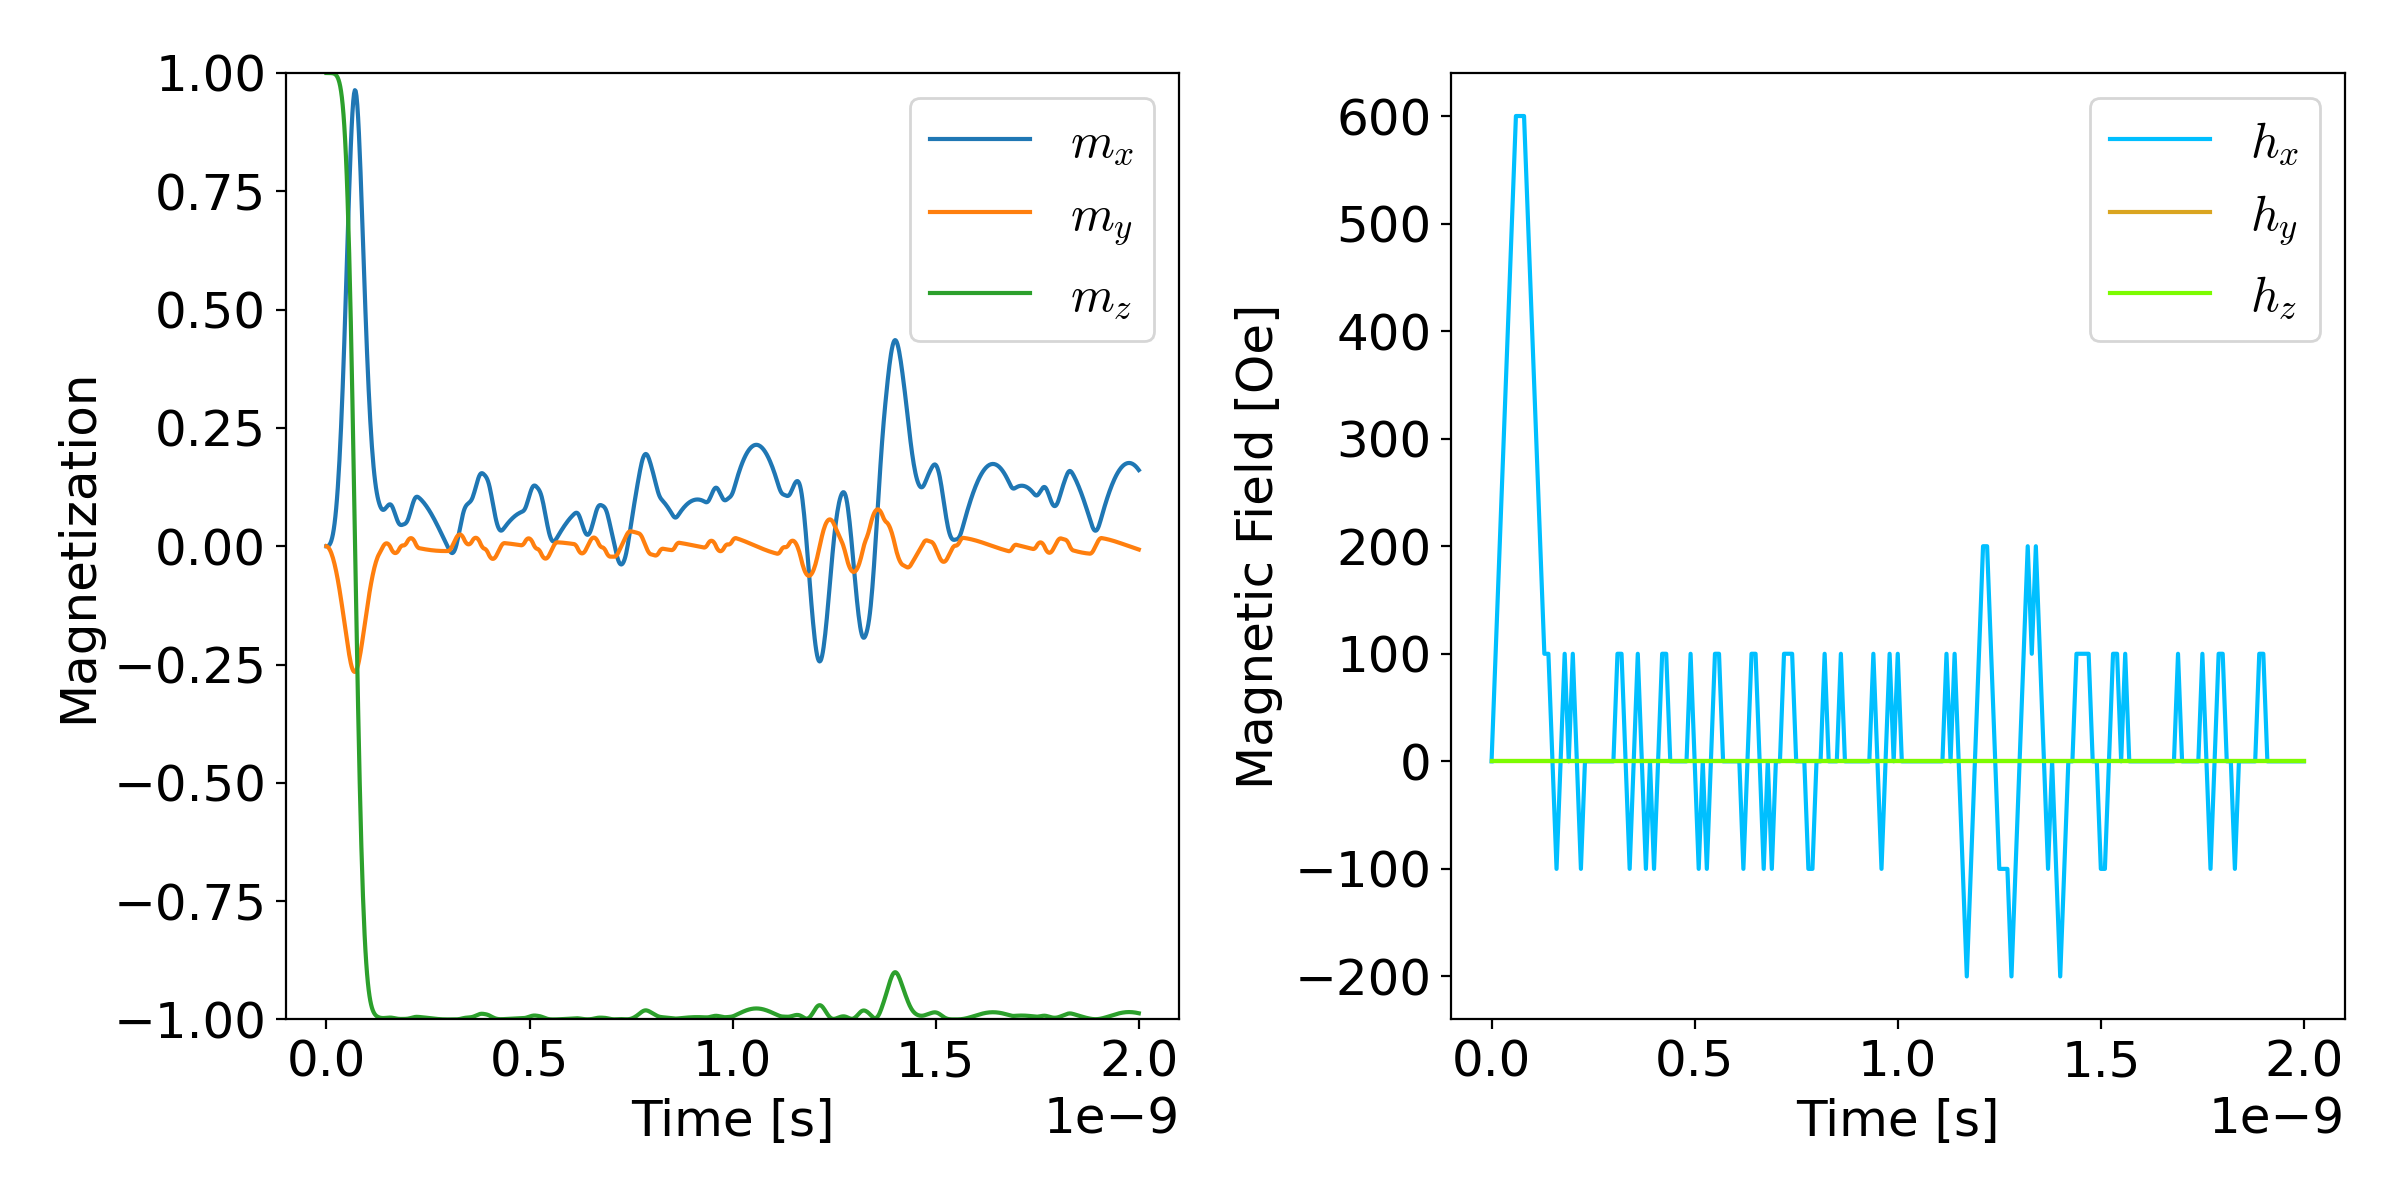 Magnetization
1.00
0.75
0.50
0.25
0.00
−0.25
−0.50
−0.75
−1.00
0.0 0.5 1.0 1.5 2.0
Time [s]
1e−9
m_x
m_y
m_z
Magnetic Field [Oe]
600
500
400
300
200
100
0
−100
−200
0.0 0.5 1.0 1.5 2.0
Time [s]
1e−9
h_x
h_y
h_z